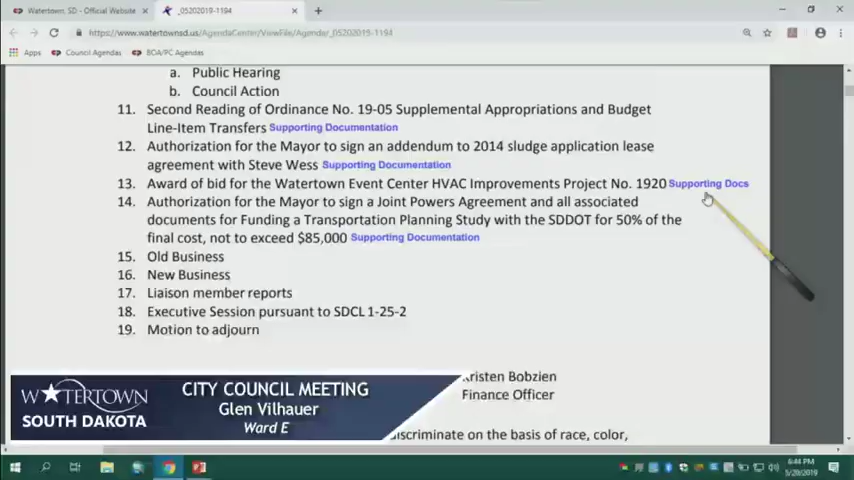 Watertown, SD - Official Website
_05202019-1194
https://www.watertownsd.us/AgendaCenter/ViewFile/Agenda/_05202019-1194
Apps
Council Agendas
BOA/PC Agendas
a. Public Hearing
b. Council Action
11. Second Reading of Ordinance No. 19-05 Supplemental Appropriations and Budget
Line-Item Transfers Supporting Documentation
12. Authorization for the Mayor to sign an addendum to 2014 sludge application lease
agreement with Steve Wess Supporting Documentation
13. Award of bid for the Watertown Event Center HVAC Improvements Project No. 1920 Supporting Docs
14. Authorization for the Mayor to sign a Joint Powers Agreement and all associated
documents for Funding a Transportation Planning Study with the SDDOT for 50% of the
final cost, not to exceed $85,000 Supporting Documentation
15. Old Business
16. New Business
17. Liaison member reports
18. Executive Session pursuant to SDCL 1-25-2
19. Motion to adjourn
Kristen Bobzien
Finance Officer
discriminate on the basis of race, color,
WATERTOWN
SOUTH DAKOTA
CITY COUNCIL MEETING
Glen Vilhauer
Ward E
6:44 PM
5/20/2019